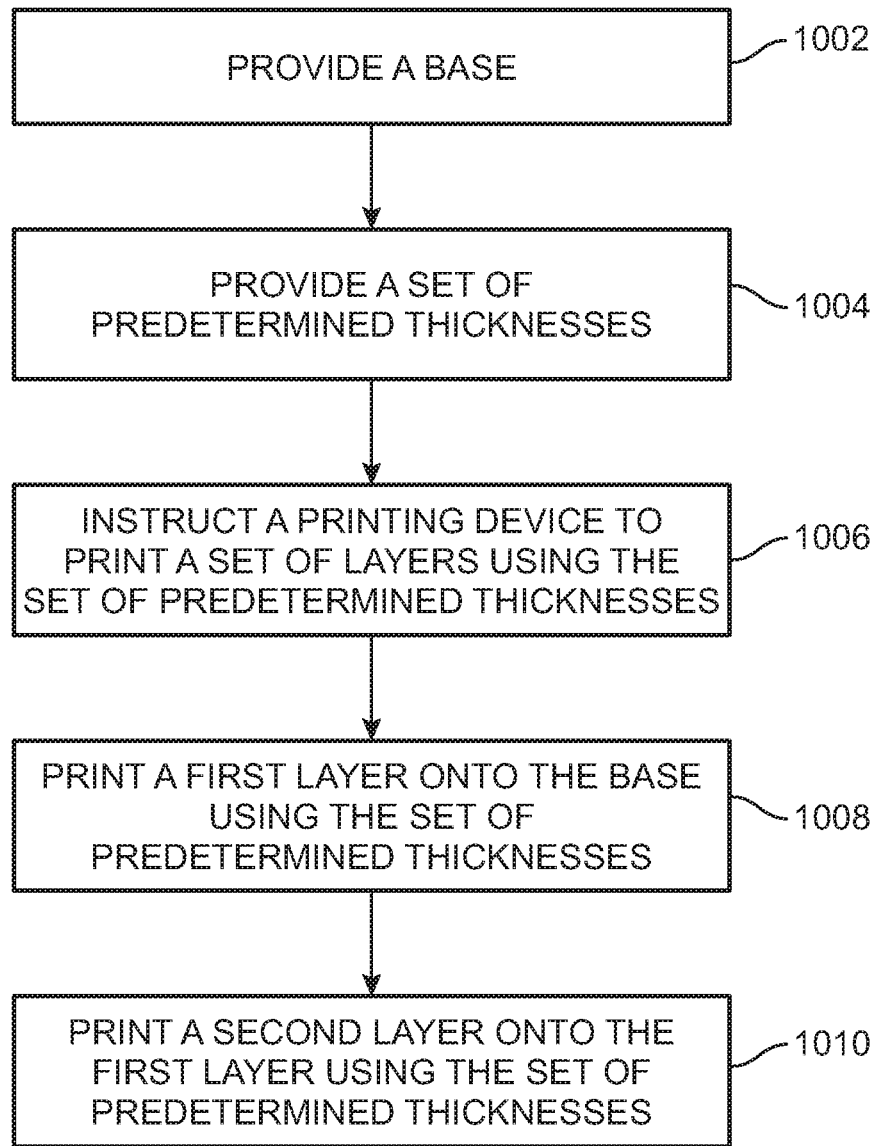 PROVIDE A BASE
1002
PROVIDE A SET OF
PREDETERMINED THICKNESSES
1004
INSTRUCT A PRINTING DEVICE TO
PRINT A SET OF LAYERS USING THE
SET OF PREDETERMINED THICKNESSES
1006
PRINT A FIRST LAYER ONTO THE BASE
USING THE SET OF
PREDETERMINED THICKNESSES
1008
PRINT A SECOND LAYER ONTO THE
FIRST LAYER USING THE SET OF
PREDETERMINED THICKNESSES
1010